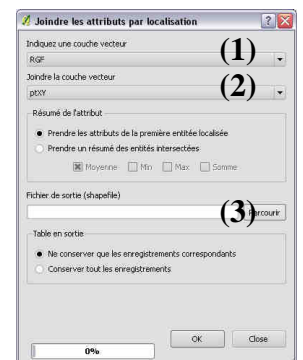 Joindre les attributs par localisation
Indiquez une couche vecteur
(1)
RGF
Joindre la couche vecteur
(2)
ptXY
Résumé de l'attribut
Prendre les attributs de la première entitée localisée
Prendre un résumé des entités intersectées
Moyenne Min Max Somme
Fichier de sortie (shapefile)
(3) Parcourir
Table en sortie
Ne conserver que les enregistrements correspondants
Conserver tout les enregistrements
OK Close
0%